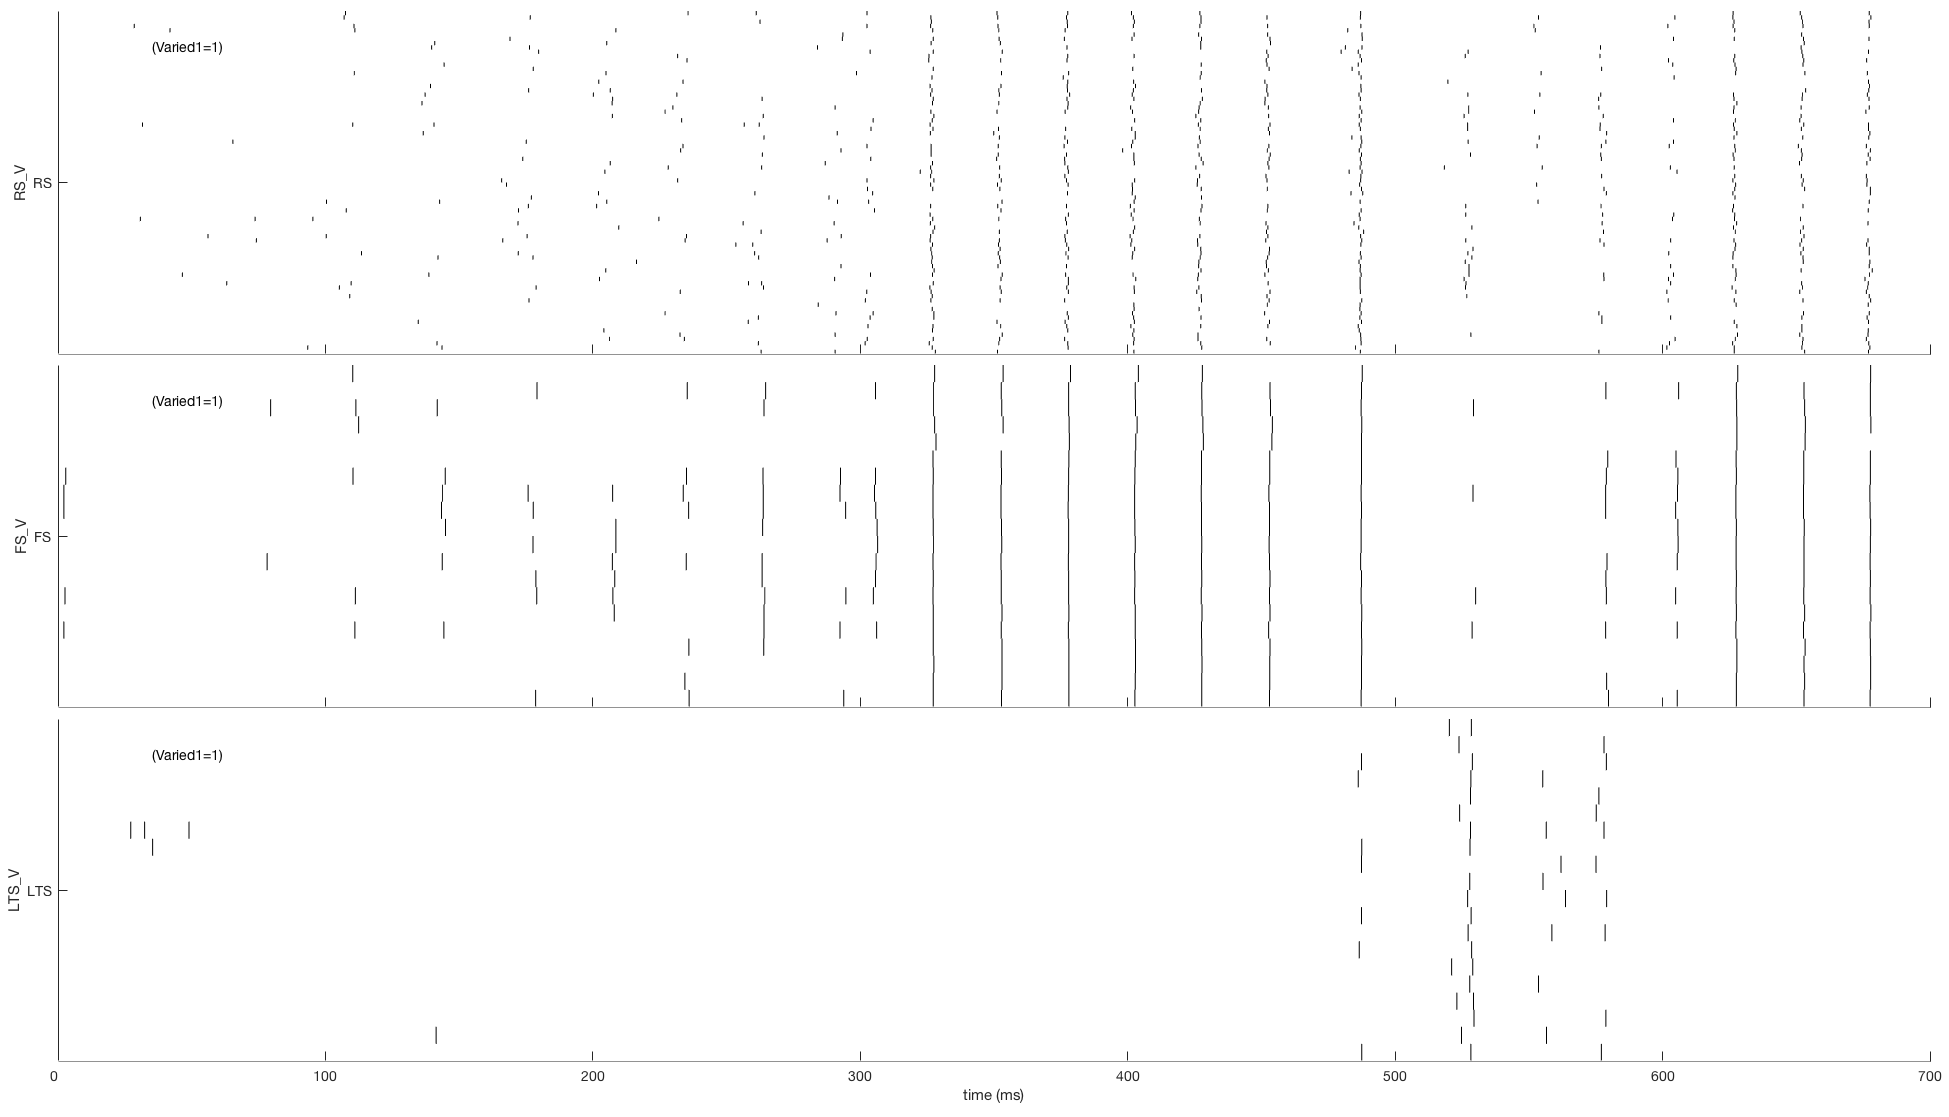 (Varied1=1)
RS_V
RS
(Varied1=1)
FS_V
FS
(Varied1=1)
LTS_V
LTS
0 100 200 300 400 500 600 700
time (ms)